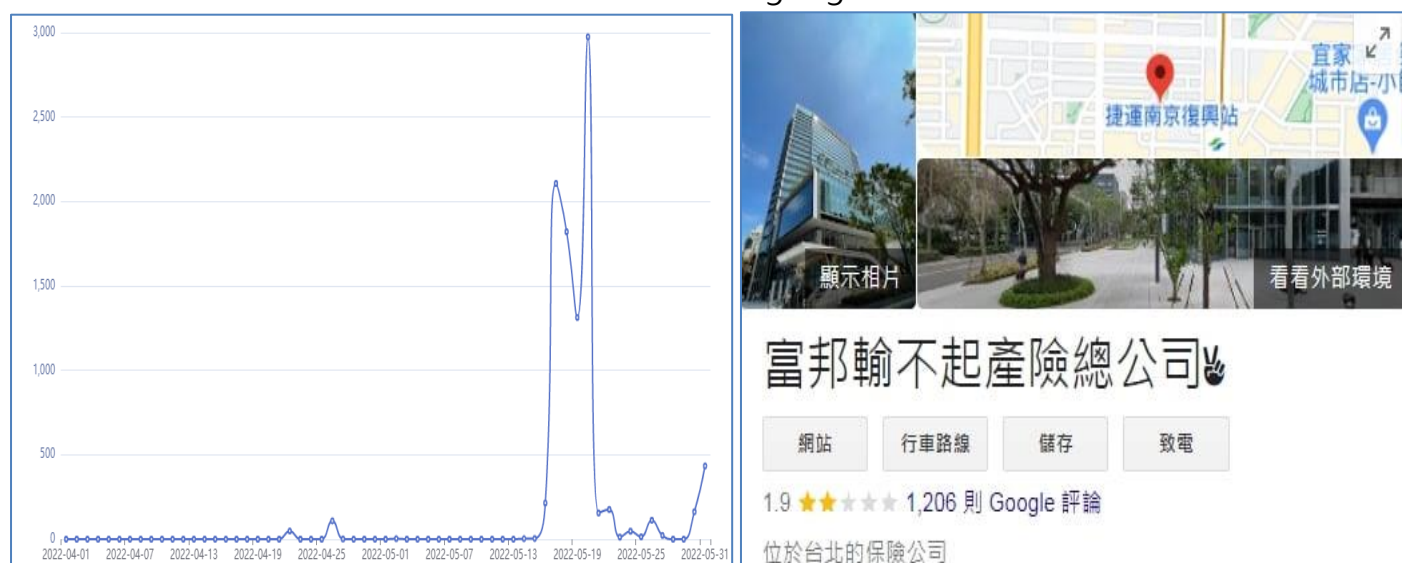 3,000
2,500
2,000
1,500
1,000
500
0
2022-04-01 2022-04-07 2022-04-13 2022-04-19 2022-04-25 2022-05-01 2022-05-07 2022-05-13 2022-05-19 2022-05-25 2022-05-31
宜家
城市店-小
捷運南京復興站
顯示相片
看看外部環境
富邦輸不起產險總公司✌
網站 行車路線 儲存 致電
1.9 1,206 則 Google 評論
位於台北的保險公司